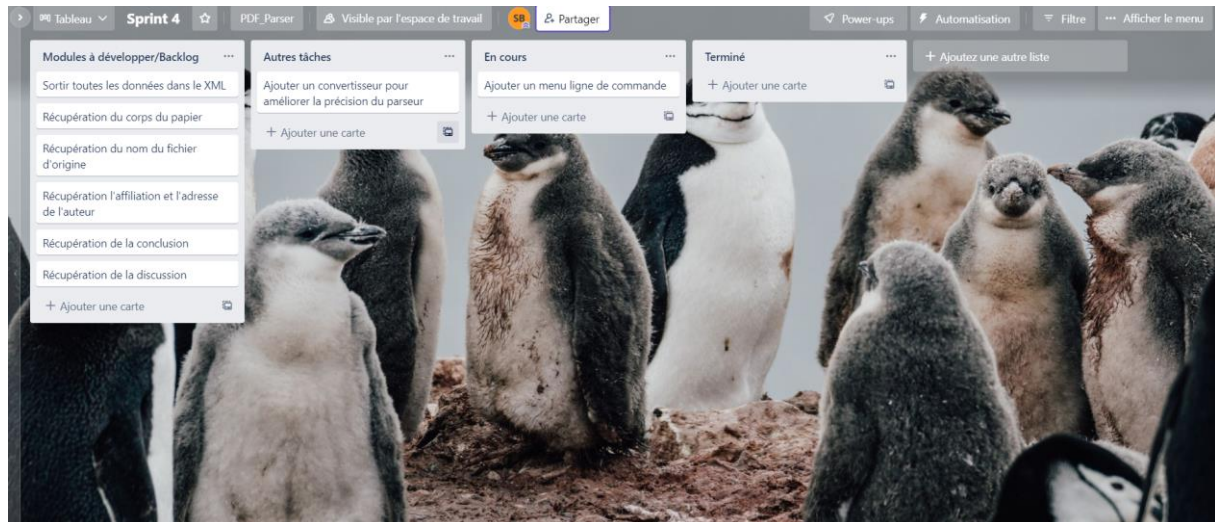 Tableau Sprint 4 PDF_Parser Visible par l'espace de travail SB Partager Power-ups Automatisation Filtre ... Afficher le menu
Modules à développer/Backlog ...
Sortir toutes les données dans le XML
Récupération du corps du papier
Récupération du nom du fichier
d'origine
Récupération l'affiliation et l'adresse
de l'auteur
Récupération de la conclusion
Récupération de la discussion
+ Ajouter une carte
Autres tâches ...
Ajouter un convertisseur pour
améliorer la précision du parseur
+ Ajouter une carte
En cours ...
Ajouter un menu ligne de commande
+ Ajouter une carte
Terminé ...
+ Ajouter une carte
+ Ajoutez une autre liste